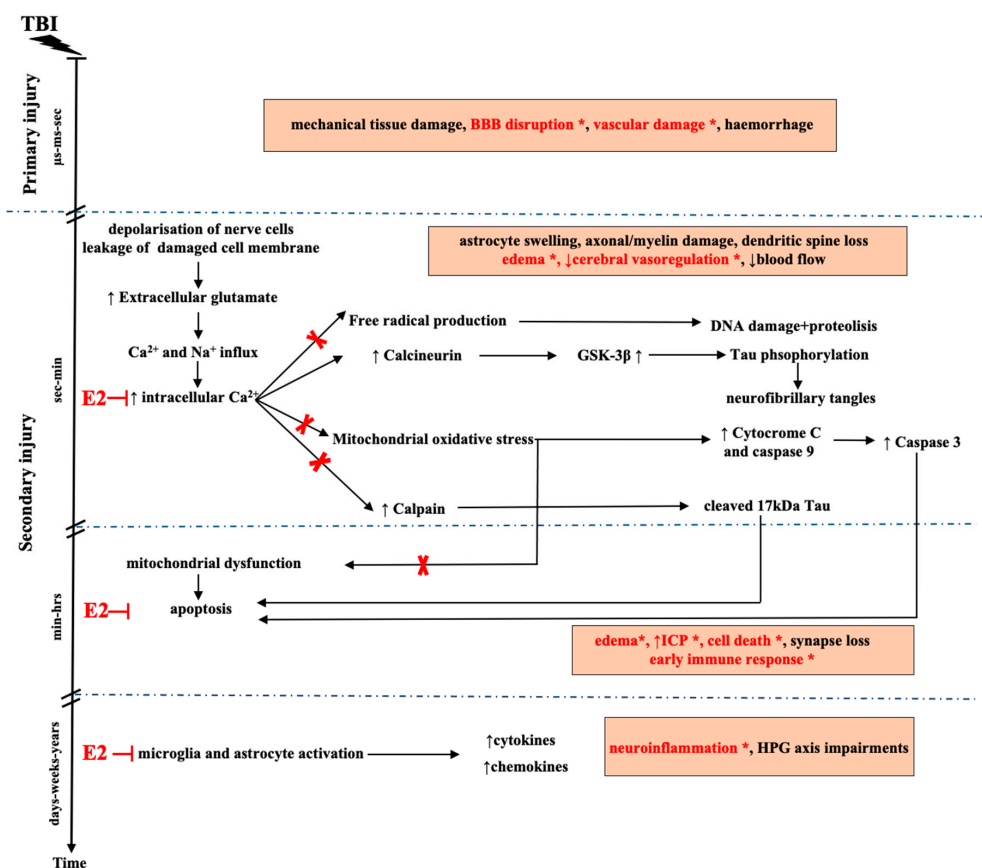 TBI
Primary injury
µs-ms-sec
mechanical tissue damage, BBB disruption *, vascular damage *, haemorrhage
Secondary injury
sec-min
depolarisation of nerve cells
leakage of damaged cell membrane
astrocyte swelling, axonal/myelin damage, dendritic spine loss
edema *, ↓cerebral vasoregulation *, ↓blood flow
↑ Extracellular glutamate
Free radical production
DNA damage+proteolisis
Ca²⁺ and Na⁺ influx
↑ Calcineurin
GSK-3β ↑
Tau phsophorylation
E2
↑ intracellular Ca²⁺
neurofibrillary tangles
Mitochondrial oxidative stress
↑ Cytocrome C
and caspase 9
↑ Caspase 3
↑ Calpain
cleaved 17kDa Tau
min-hrs
mitochondrial dysfunction
E2
apoptosis
edema*, ↑ICP *, cell death *, synapse loss
early immune response *
days-weeks-years
E2
microglia and astrocyte activation
↑cytokines
↑chemokines
neuroinflammation *, HPG axis impairments
Time